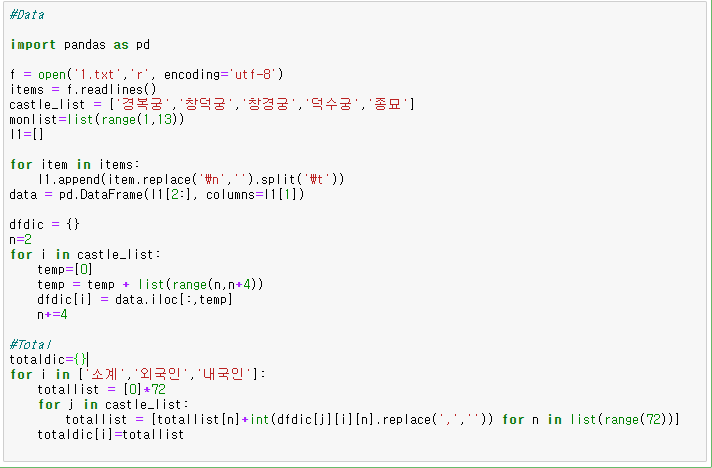 #Data

import pandas as pd

f = open('1.txt','r', encoding='utf-8')
items = f.readlines()
castle_list = ['경복궁','창덕궁','창경궁','덕수궁','종묘']
monlist=list(range(1,13))
l1=[]

for item in items:
    l1.append(item.replace('₩n','').split('₩t'))
data = pd.DataFrame(l1[2:], columns=l1[1])

dfdic = {}
n=2
for i in castle_list:
    temp=[0]
    temp = temp + list(range(n,n+4))
    dfdic[i] = data.iloc[:,temp]
    n+=4

#Total
totaldic={}
for i in ['소계','외국인','내국인']:
    totallist = [0]*72
    for j in castle_list:
        totallist = [totallist[n]+int(dfdic[j][i][n].replace(',','')) for n in list(range(72))]
    totaldic[i]=totallist